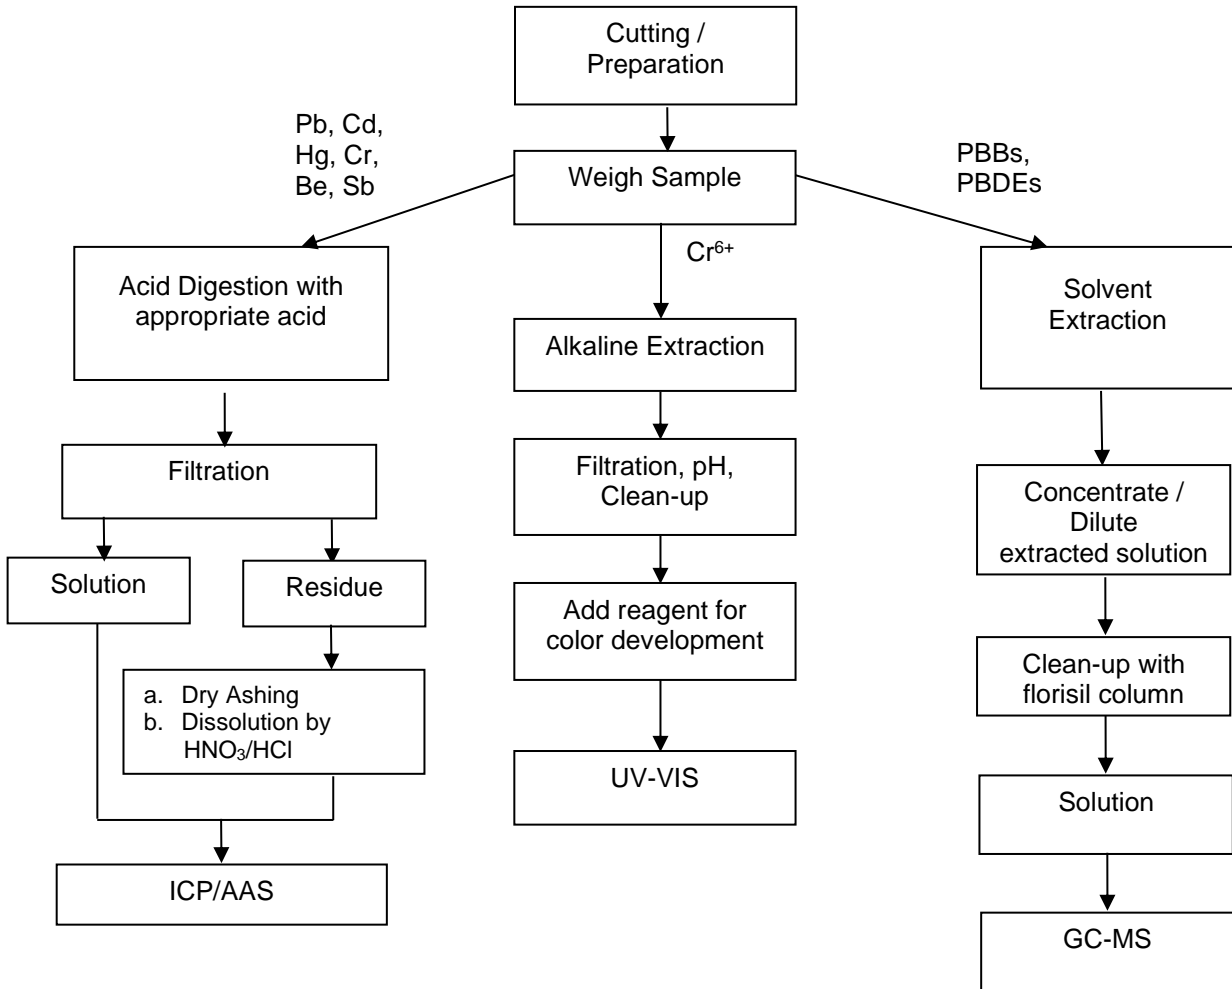 Cutting /
Preparation
Pb, Cd,
Hg, Cr,
Be, Sb
Weigh Sample
PBBs,
PBDEs
Cr⁶⁺
Acid Digestion with
appropriate acid
Filtration
Solution
Residue
a. Dry Ashing
b. Dissolution by
HNO₃/HCl
ICP/AAS
Alkaline Extraction
Filtration, pH,
Clean-up
Add reagent for
color development
UV-VIS
Solvent
Extraction
Concentrate /
Dilute
extracted solution
Clean-up with
florisil column
Solution
GC-MS